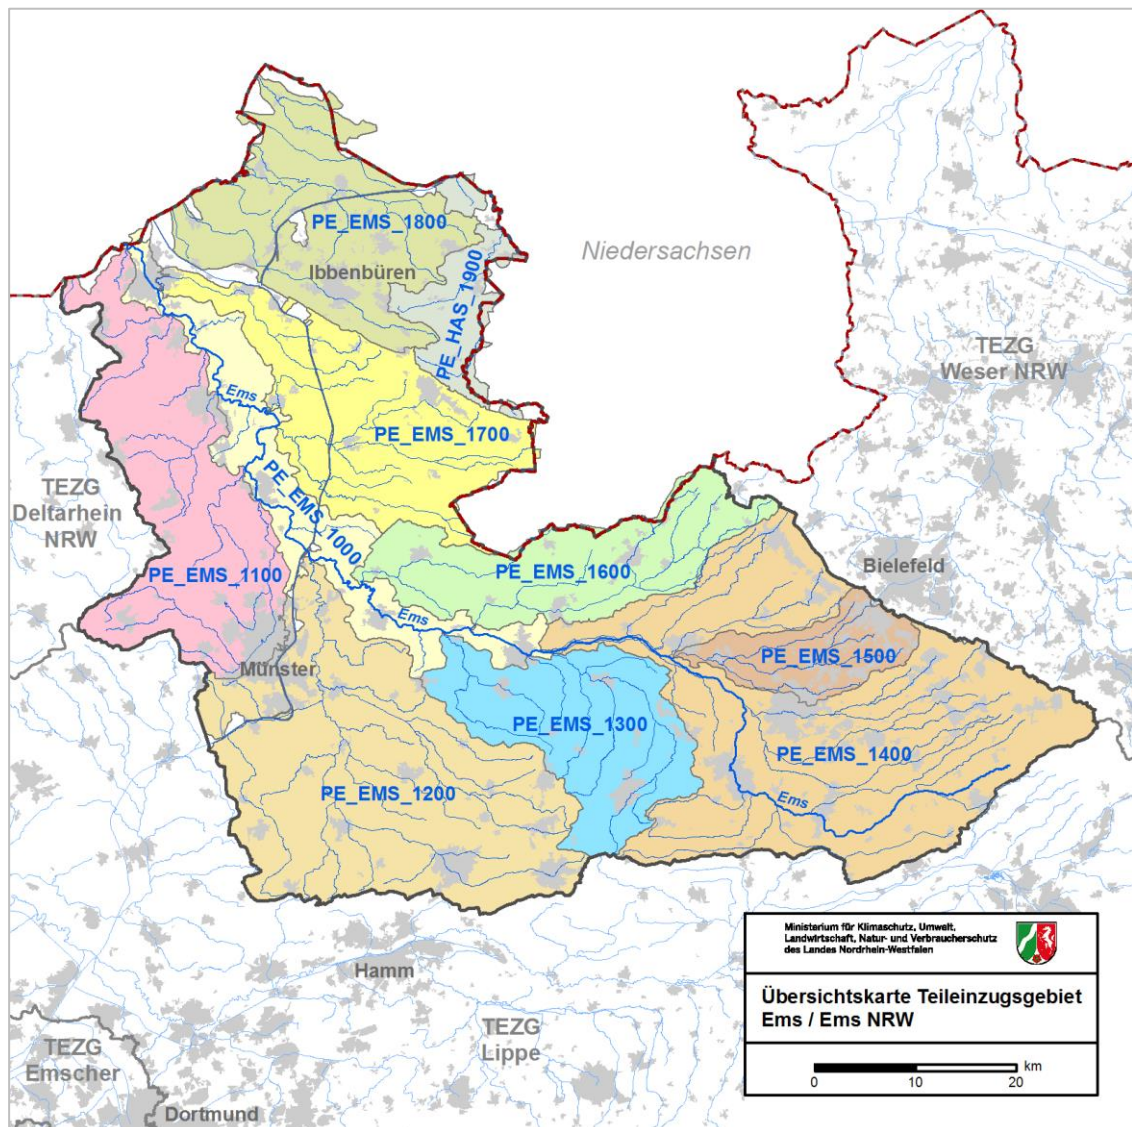 PE_EMS_1800
Ibbenbüren
PE_HAS_1900
Niedersachsen
TEZG
Weser NRW
Ems
PE_EMS_1700
TEZG
Deltarhein
NRW
PE_EMS_1000
PE_EMS_1100
PE_EMS_1600
Bielefeld
Ems
Münster
PE_EMS_1500
PE_EMS_1300
PE_EMS_1400
PE_EMS_1200
Ems
Hamm
TEZG
Lippe
TEZG
Emscher
Dortmund
Ministerium für Klimaschutz, Umwelt,
Landwirtschaft, Natur- und Verbraucherschutz
des Landes Nordrhein-Westfalen
Übersichtskarte Teileinzugsgebiet
Ems / Ems NRW
km
0 10 20